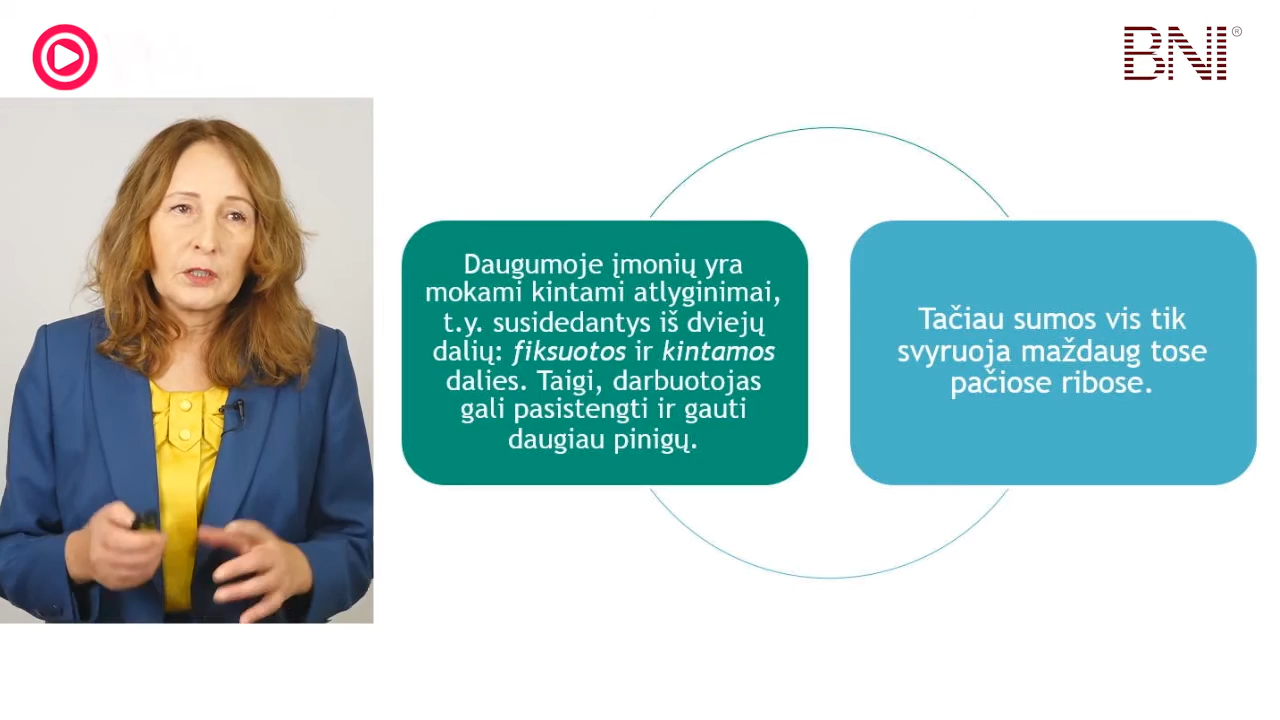 BNI®
Daugumoje įmonių yra
mokami kintami atlyginimai,
t.y. susidedantys iš dviejų
dalių: fiksuotos ir kintamos
dalies. Taigi, darbuotojas
gali pasistengti ir gauti
daugiau pinigų.
Tačiau sumos vis tik
svyruoja maždaug tose
pačiose ribose.